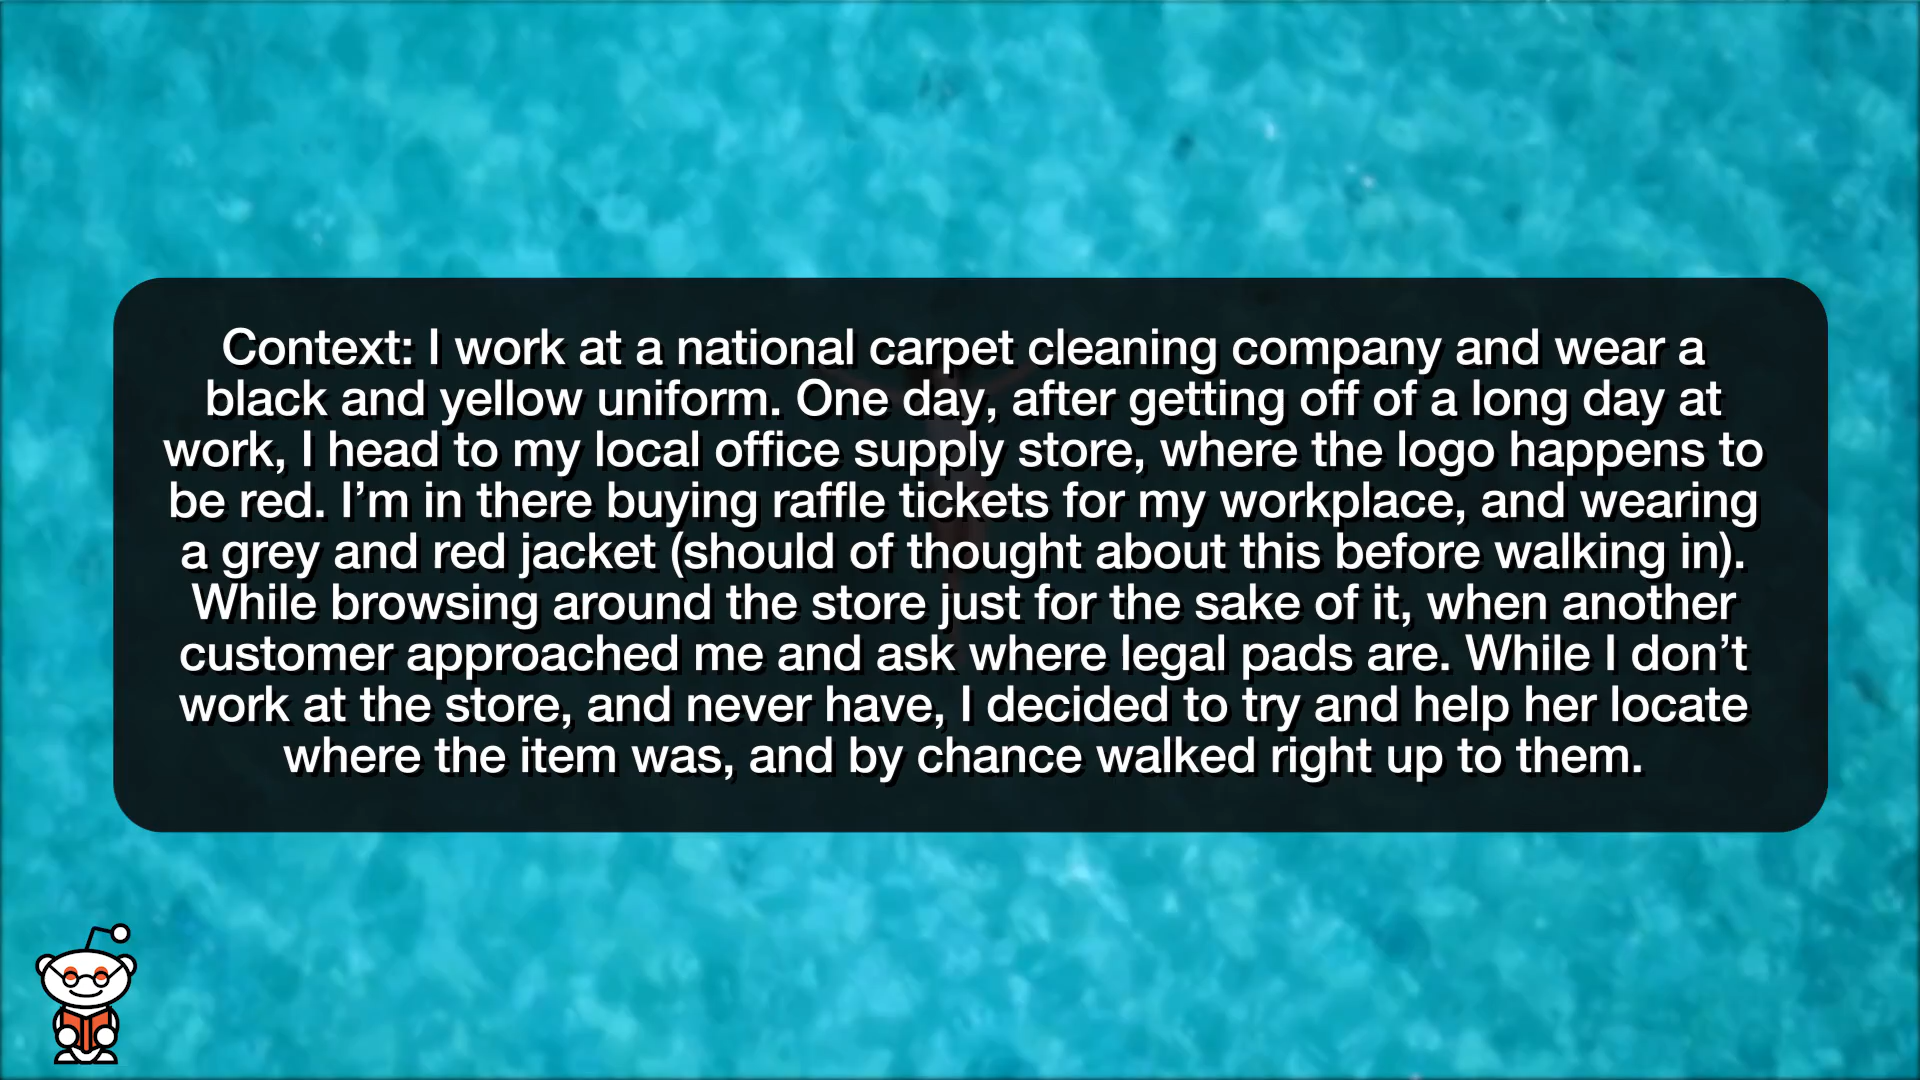 Context: I work at a national carpet cleaning company and wear a
black and yellow uniform. One day, after getting off of a long day at
work, I head to my local office supply store, where the logo happens to
be red. I’m in there buying raffle tickets for my workplace, and wearing
a grey and red jacket (should of thought about this before walking in).
While browsing around the store just for the sake of it, when another
customer approached me and ask where legal pads are. While I don’t
work at the store, and never have, I decided to try and help her locate
where the item was, and by chance walked right up to them.